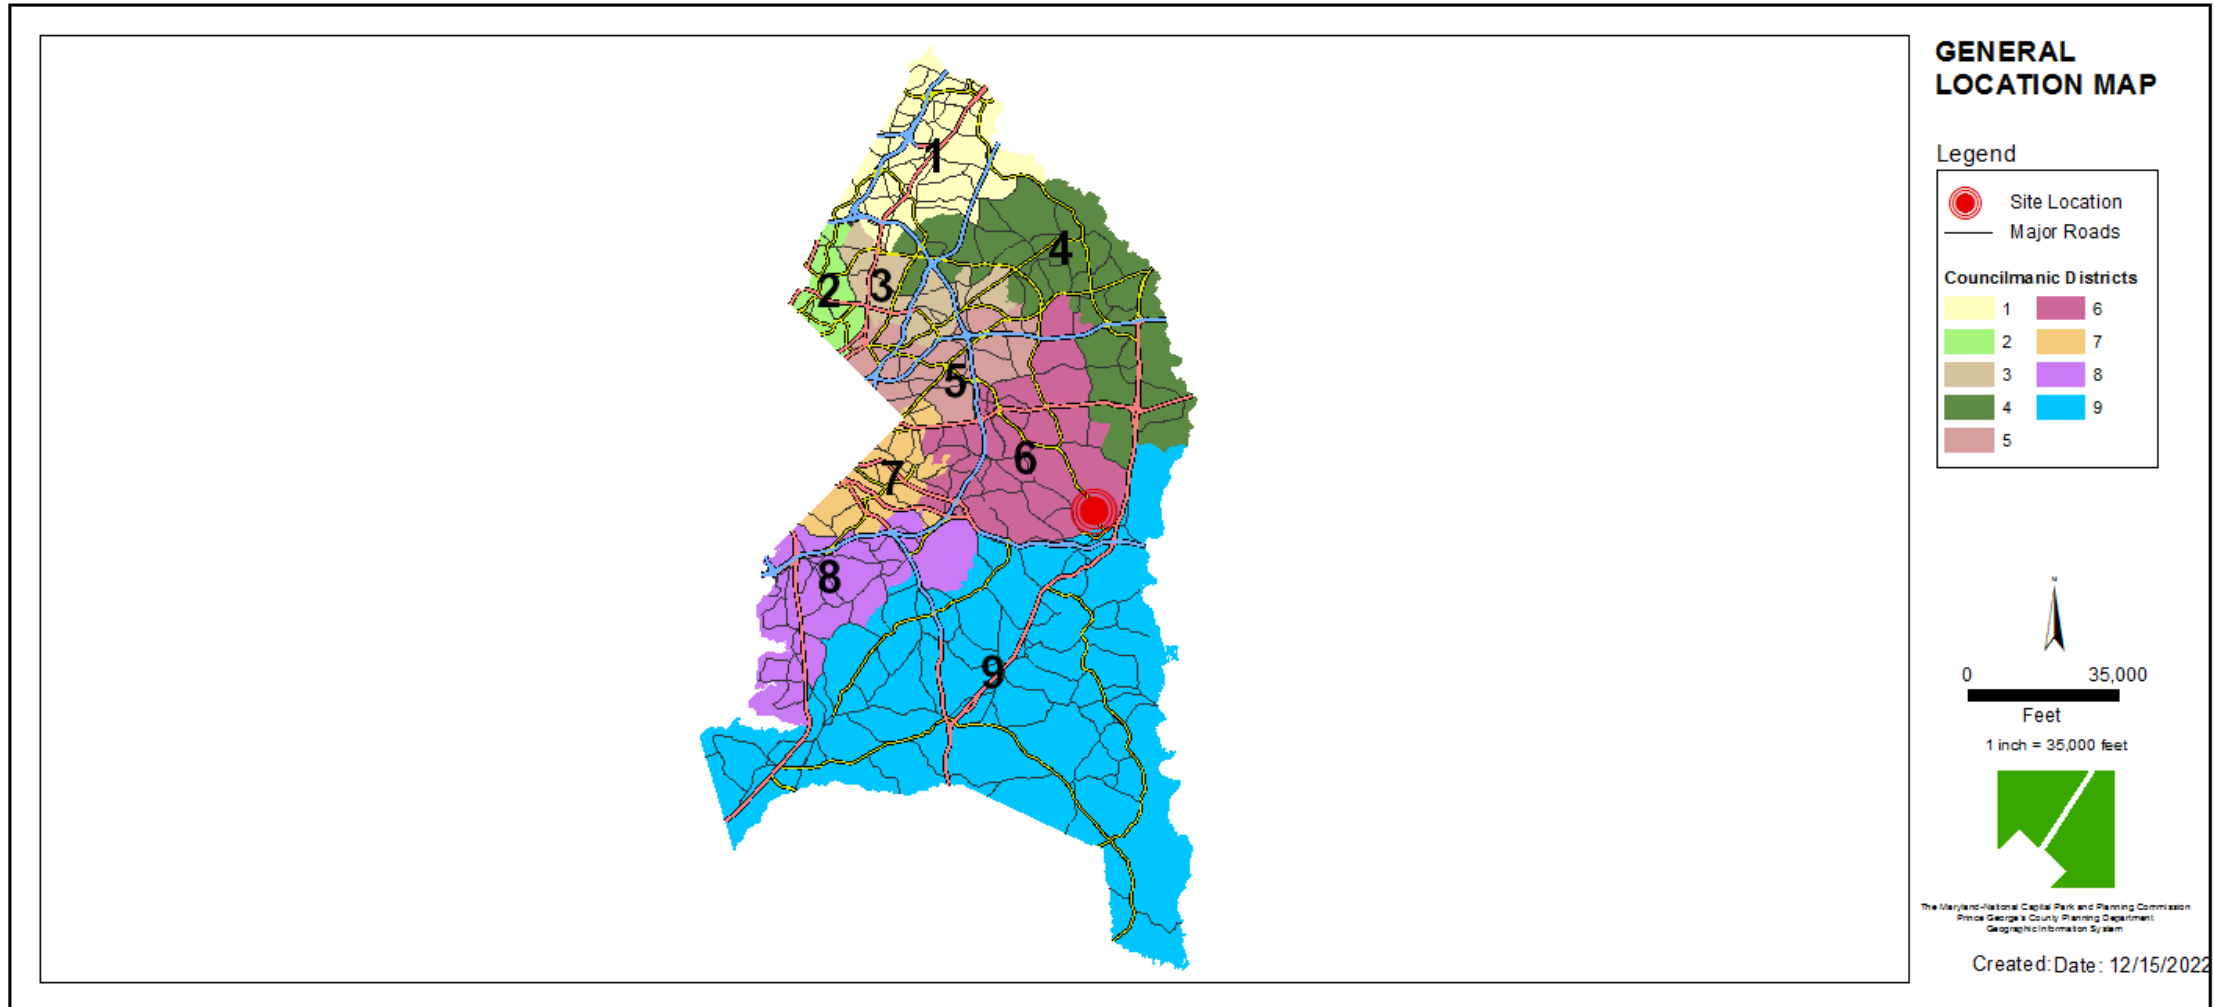 GENERAL
LOCATION MAP
Legend
Site Location
Major Roads
Councilmanic Districts
1 6
2 7
3 8
4 9
5
1
2
3
4
5
6
7
8
9
N
0 35,000
Feet
1 inch = 35,000 feet
The Maryland-National Capital Park and Planning Commission
Prince George's County Planning Department
Geographic Information System
Created: Date: 12/15/2022